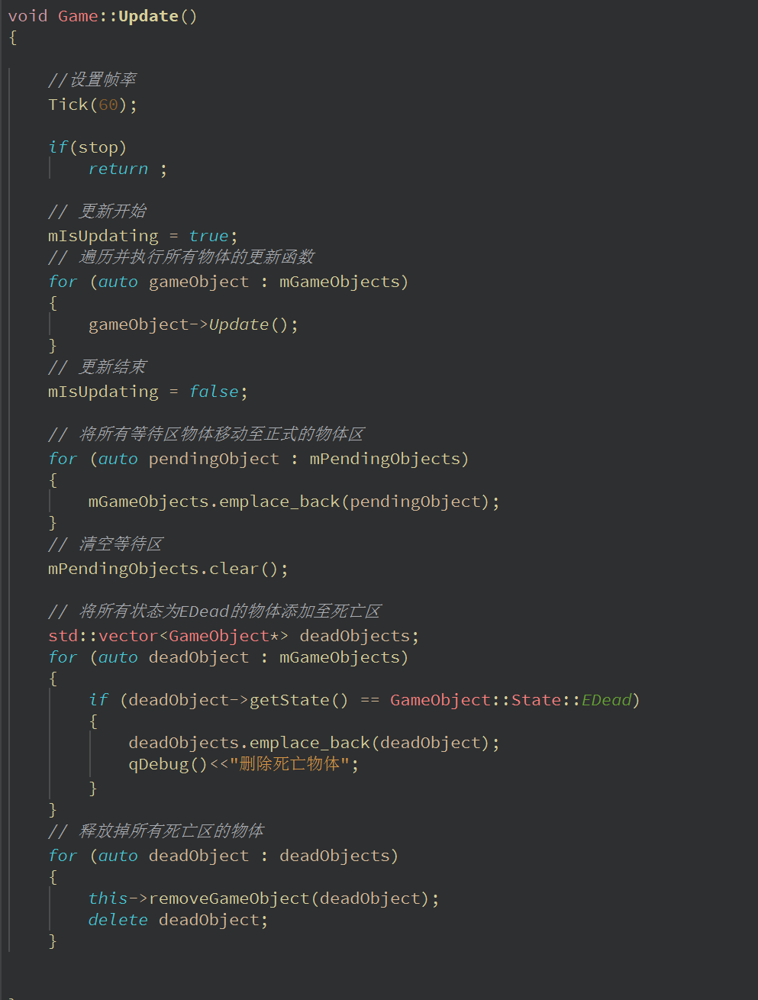 void Game::Update()
{
//设置帧率
Tick(60);
if(stop)
return ;
// 更新开始
mIsUpdating = true;
// 遍历并执行所有物体的更新函数
for (auto gameObject : mGameObjects)
{
gameObject->Update();
}
// 更新结束
mIsUpdating = false;
// 将所有等待区物体移动至正式的物体区
for (auto pendingObject : mPendingObjects)
{
mGameObjects.emplace_back(pendingObject);
}
// 清空等待区
mPendingObjects.clear();
// 将所有状态为EDead的物体添加至死亡区
std::vector<GameObject*> deadObjects;
for (auto deadObject : mGameObjects)
{
if (deadObject->getState() == GameObject::State::EDead)
{
deadObjects.emplace_back(deadObject);
qDebug()<<"删除死亡物体";
}
}
// 释放掉所有死亡区的物体
for (auto deadObject : deadObjects)
{
this->removeGameObject(deadObject);
delete deadObject;
}